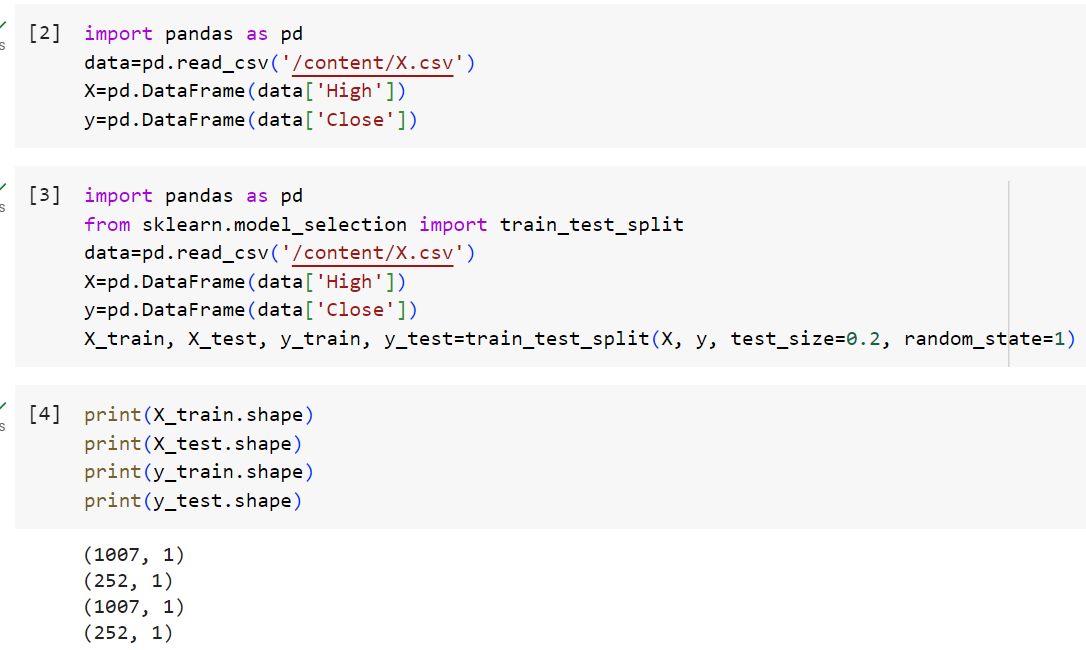 [2] import pandas as pd
data=pd.read_csv('/content/X.csv')
X=pd.DataFrame(data['High'])
y=pd.DataFrame(data['Close'])
[3] import pandas as pd
from sklearn.model_selection import train_test_split
data=pd.read_csv('/content/X.csv')
X=pd.DataFrame(data['High'])
y=pd.DataFrame(data['Close'])
X_train, X_test, y_train, y_test=train_test_split(X, y, test_size=0.2, random_state=1)
[4] print(X_train.shape)
print(X_test.shape)
print(y_train.shape)
print(y_test.shape)
(1007, 1)
(252, 1)
(1007, 1)
(252, 1)